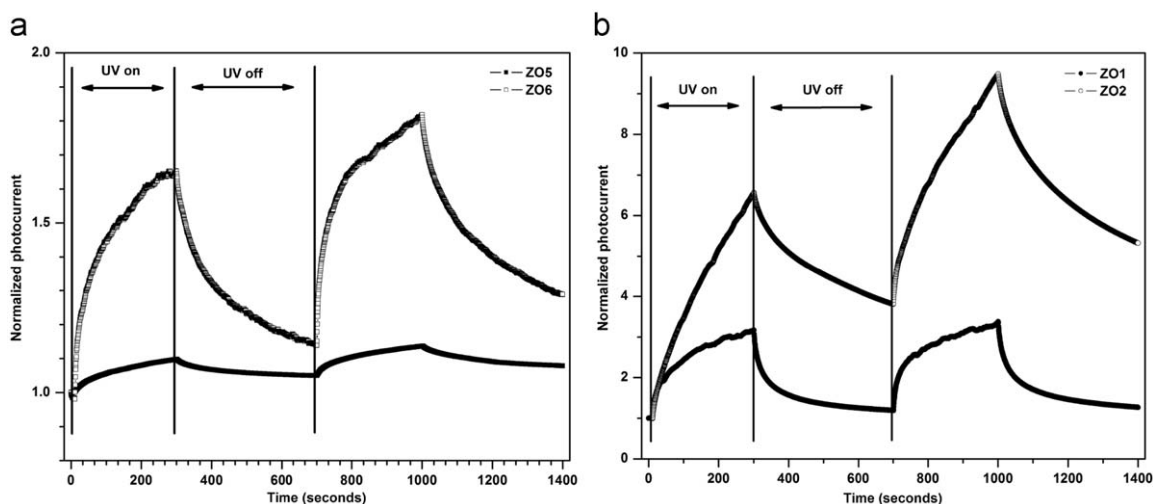 a
2.0
1.5
1.0
Normalized photocurrent
UV on
UV off
ZO5
ZO6
0 200 400 600 800 1000 1200 1400
Time (seconds)
b
10
8
6
4
2
0
Normalized photocurrent
UV on
UV off
ZO1
ZO2
0 200 400 600 800 1000 1200 1400
Time (seconds)